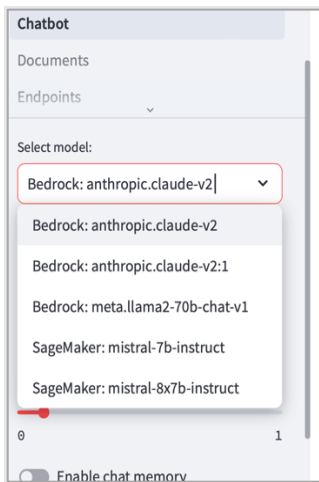 Chatbot
Documents
Endpoints
Select model:
Bedrock: anthropic.claude-v2
Bedrock: anthropic.claude-v2
Bedrock: anthropic.claude-v2:1
Bedrock: meta.llama2-70b-chat-v1
SageMaker: mistral-7b-instruct
SageMaker: mistral-8x7b-instruct
0 1
Enable chat memory